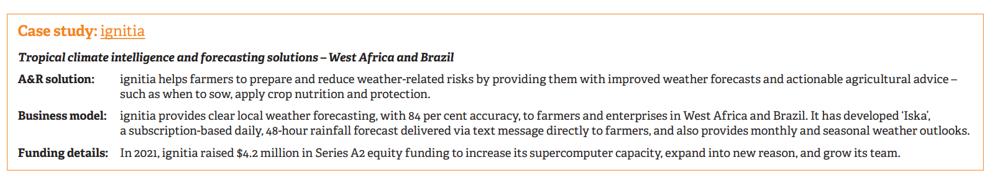 Case study: ignitia
Tropical climate intelligence and forecasting solutions – West Africa and Brazil
A&R solution: ignitia helps farmers to prepare and reduce weather-related risks by providing them with improved weather forecasts and actionable agricultural advice –
such as when to sow, apply crop nutrition and protection.
Business model: ignitia provides clear local weather forecasting, with 84 per cent accuracy, to farmers and enterprises in West Africa and Brazil. It has developed ‘Iska’,
a subscription-based daily, 48-hour rainfall forecast delivered via text message directly to farmers, and also provides monthly and seasonal weather outlooks.
Funding details: In 2021, ignitia raised $4.2 million in Series A2 equity funding to increase its supercomputer capacity, expand into new reason, and grow its team.